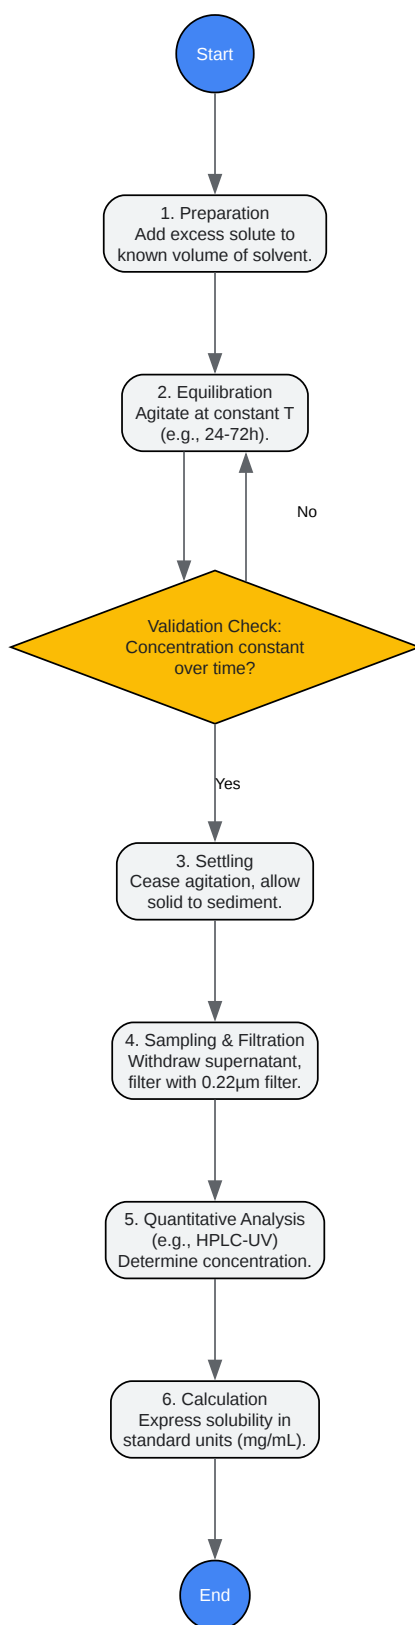 Start
1. Preparation
Add excess solute to
known volume of solvent.
2. Equilibration
Agitate at constant T
(e.g., 24-72h).
No
Validation Check:
Concentration constant
over time?
Yes
3. Settling
Cease agitation, allow
solid to sediment.
4. Sampling & Filtration
Withdraw supernatant,
filter with 0.22µm filter.
5. Quantitative Analysis
(e.g., HPLC-UV)
Determine concentration.
6. Calculation
Express solubility in
standard units (mg/mL).
End